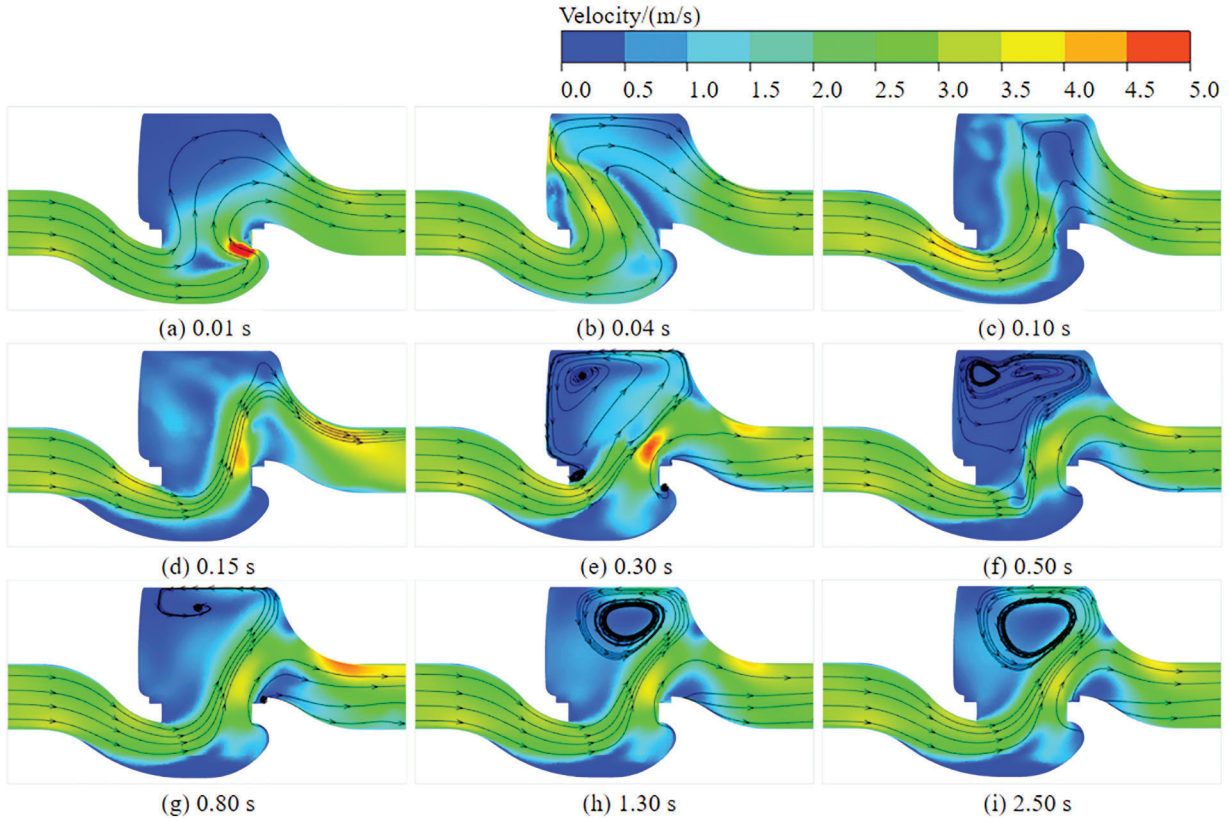 Velocity/(m/s)
0.0 0.5 1.0 1.5 2.0 2.5 3.0 3.5 4.0 4.5 5.0
(a) 0.01 s (b) 0.04 s (c) 0.10 s
(d) 0.15 s (e) 0.30 s (f) 0.50 s
(g) 0.80 s (h) 1.30 s (i) 2.50 s